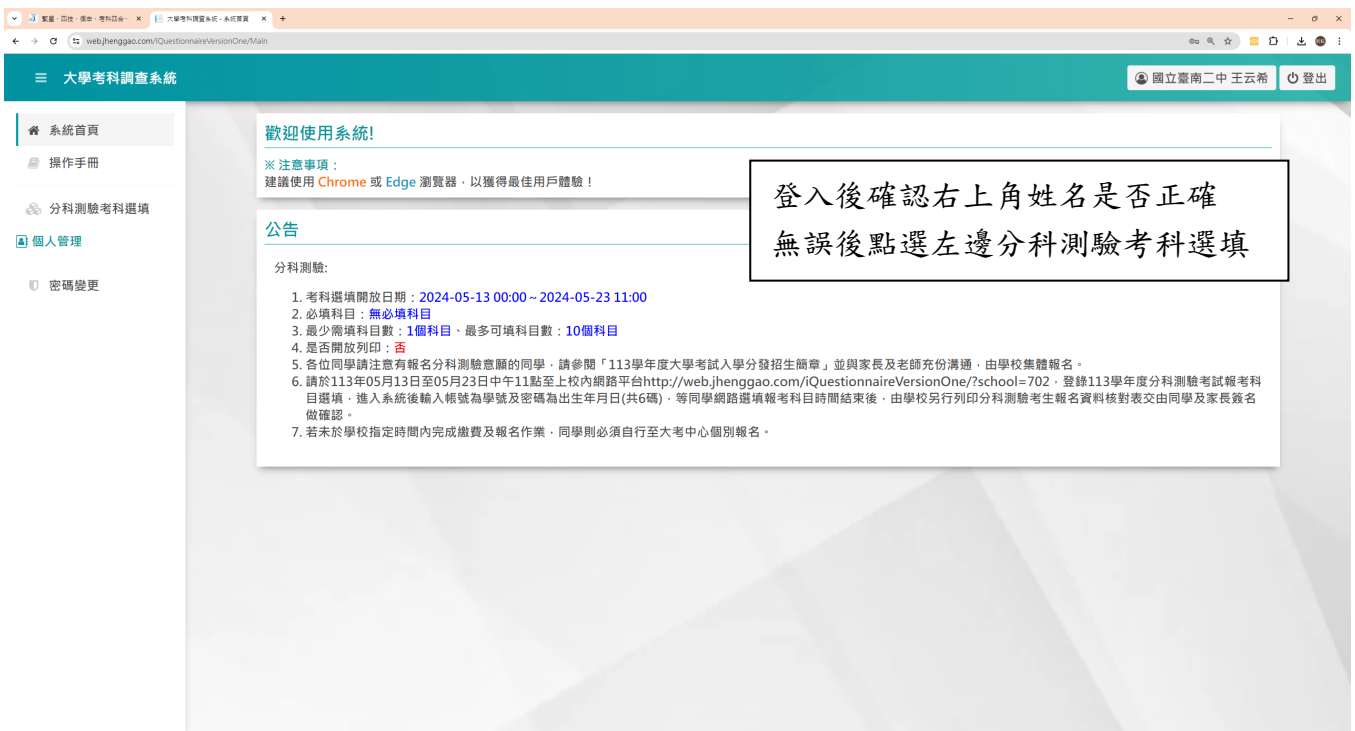 大學考科調查系統-系統首頁
web.jhenggao.com/iQuestionnaireVersionOne/Main
大學考科調查系統
國立臺南二中 王云希
登出
系統首頁
操作手冊
分科測驗考科選填
個人管理
密碼變更
歡迎使用系統!
※ 注意事項：
建議使用 Chrome 或 Edge 瀏覽器，以獲得最佳用戶體驗！
登入後確認右上角姓名是否正確
無誤後點選左邊分科測驗考科選填
公告
分科測驗:
1. 考科選填開放日期：2024-05-13 00:00 ~ 2024-05-23 11:00
2. 必填科目：無必填科目
3. 最少需填科目數：1個科目、最多可填科目數：10個科目
4. 是否開放列印：否
5. 各位同學請注意有報名分科測驗意願的同學，請參閱「113學年度大學考試入學分發招生簡章」並與家長及老師充份溝通，由學校集體報名。
6. 請於113年05月13日至05月23日中午11點至上校內網路平台http://web.jhenggao.com/iQuestionnaireVersionOne/?school=702，登錄113學年度分科測驗考試報考科
目選填，進入系統後輸入帳號為學號及密碼為出生年月日(共6碼)，等同學網路選填報考科目時間結束後，由學校另行列印分科測驗考生報名資料核對表交由同學及家長簽名
做確認。
7. 若未於學校指定時間內完成繳費及報名作業，同學則必須自行至大考中心個別報名。